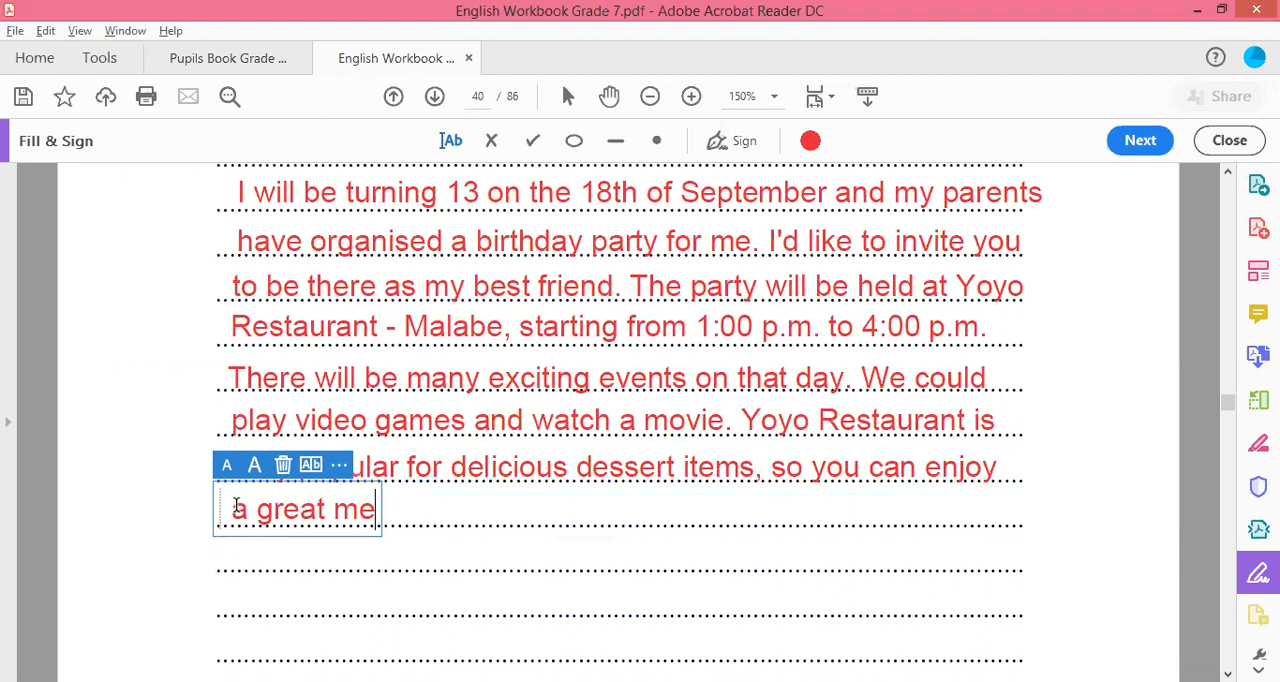 English Workbook Grade 7.pdf - Adobe Acrobat Reader DC
File Edit View Window Help
Home Tools Pupils Book Grade ... English Workbook ... ×
40 / 86 150% Share
Fill & Sign Ab Sign Next Close
I will be turning 13 on the 18th of September and my parents
have organised a birthday party for me. I'd like to invite you
to be there as my best friend. The party will be held at Yoyo
Restaurant - Malabe, starting from 1:00 p.m. to 4:00 p.m.
There will be many exciting events on that day. We could
play video games and watch a movie. Yoyo Restaurant is
A A Ab ...
for delicious dessert items, so you can enjoy
a great me